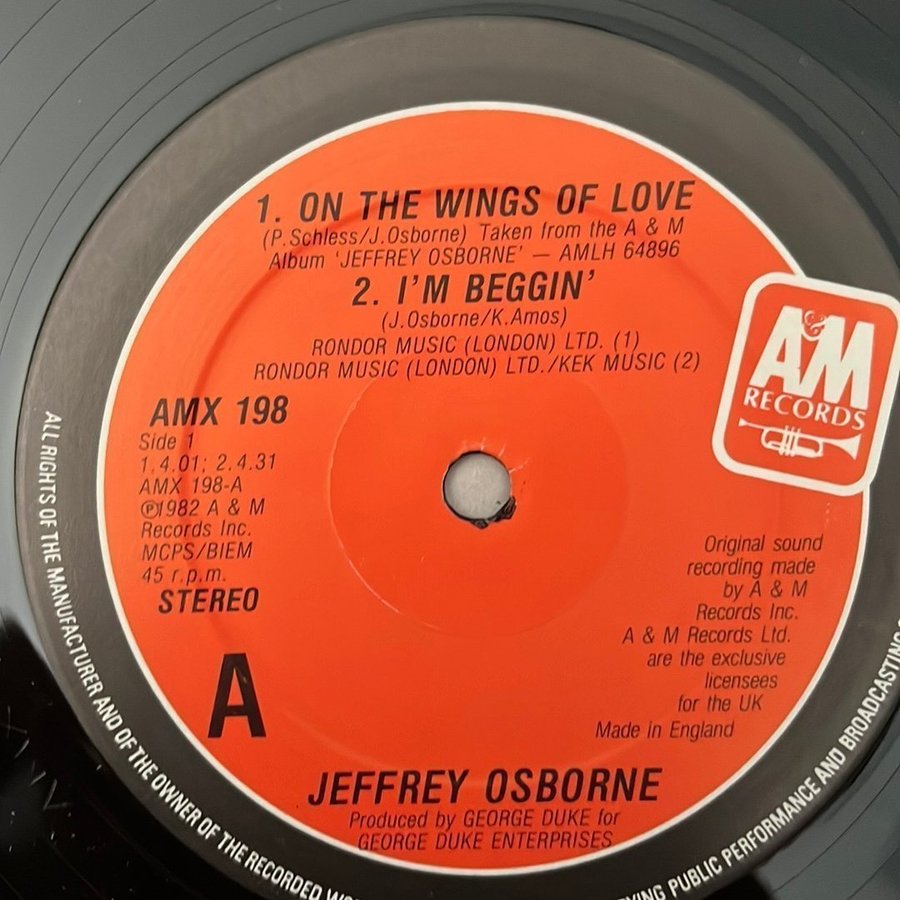 1. ON THE WINGS OF LOVE
(P.Schless/J.Osborne) Taken from the A & M
Album 'JEFFREY OSBORNE' — AMLH 64896
2. I'M BEGGIN'
(J.Osborne/K.Amos)
RONDOR MUSIC (LONDON) LTD. (1)
RONDOR MUSIC (LONDON) LTD./KEK MUSIC (2)
A&M
RECORDS
AMX 198
Side 1
1.4.01; 2.4.31
AMX 198-A
℗1982 A & M
Records Inc.
MCPS/BIEM
45 r.p.m.
STEREO
A
Original sound
recording made
by A & M
Records Inc.
A & M Records Ltd.
are the exclusive
licensees
for the UK
Made in England
JEFFREY OSBORNE
Produced by GEORGE DUKE for
GEORGE DUKE ENTERPRISES
ALL RIGHTS OF THE MANUFACTURER AND OF THE OWNER OF THE RECORDED
PUBLIC PERFORMANCE AND BROADCASTING